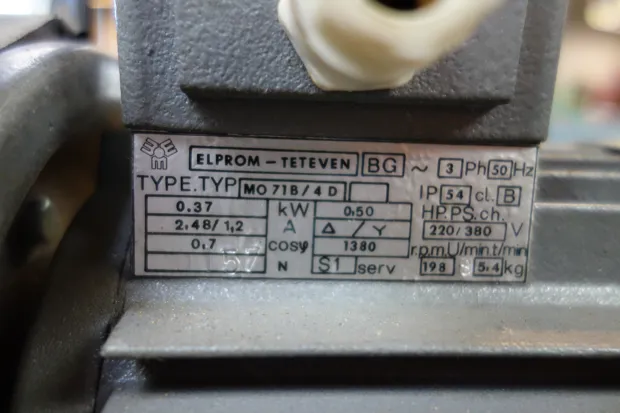 ELPROM-TETEVEN BG ~ 3 Ph 50 Hz
TYPE.TYP MO 71B/4 D IP 54 cl. B
0.37 kW 0,50 HP.PS.ch.
2,48/1,2 A Δ/Y 220/380 V
0,7 cosφ 1380 r.p.m.U/min.t/min
N S1 serv 198 5,4 kg